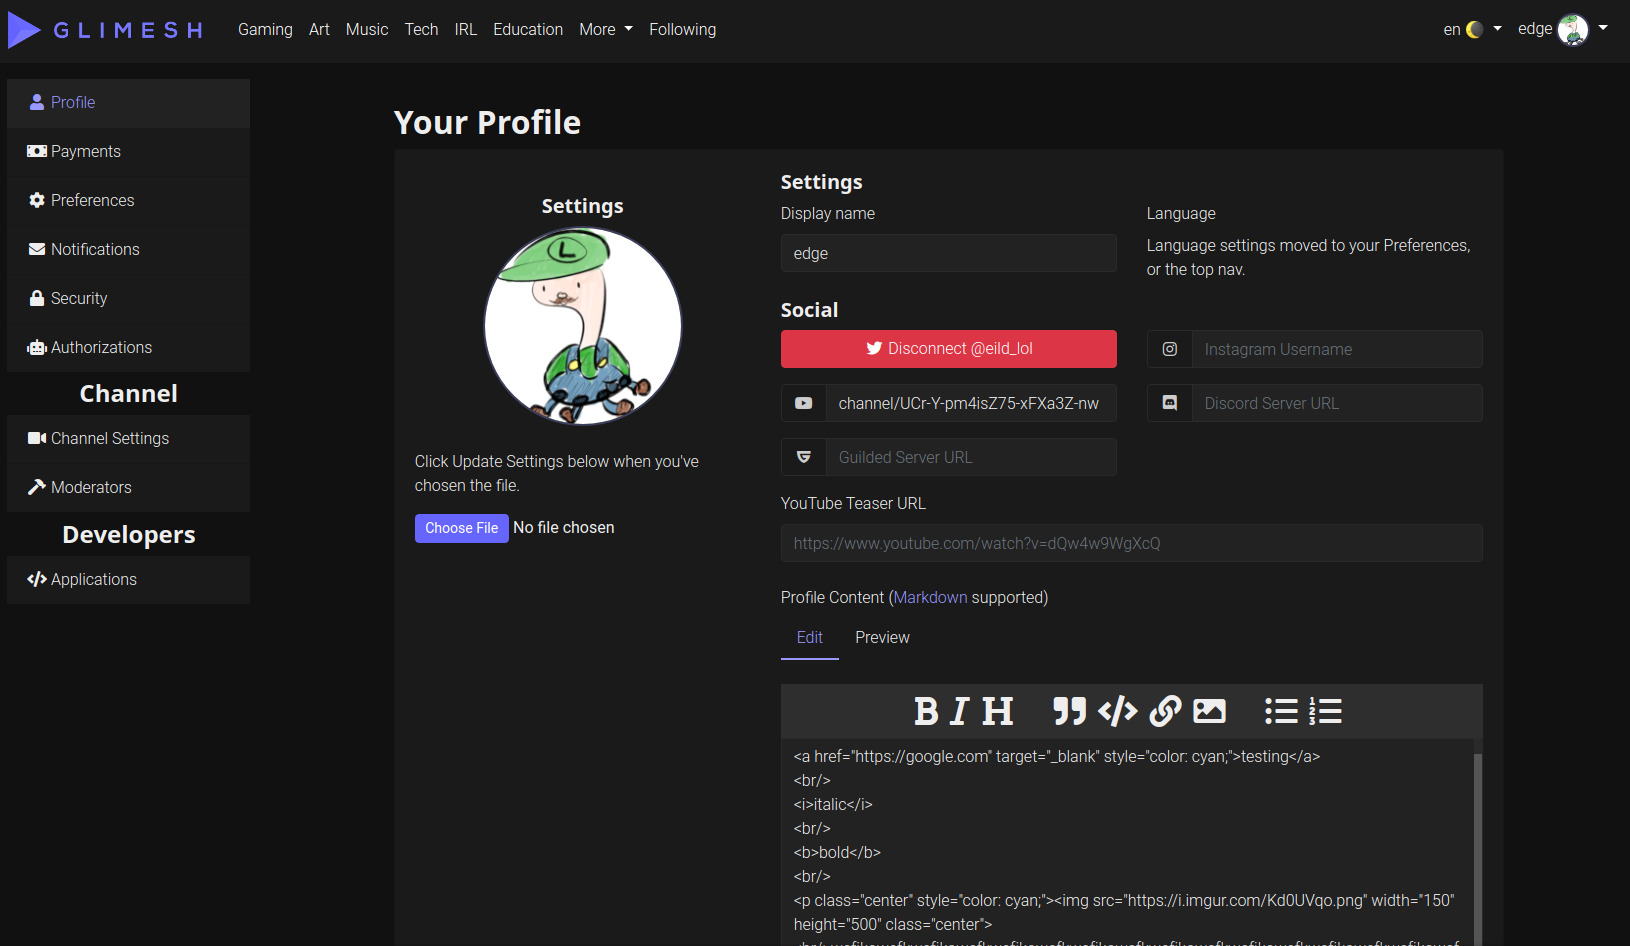 GLIMESH Gaming Art Music Tech IRL Education More Following en edge
Profile
Payments
Preferences
Notifications
Security
Authorizations
Channel
Channel Settings
Moderators
Developers
Applications
Your Profile
Settings
L
Click Update Settings below when you've
chosen the file.
Choose File No file chosen
Settings
Display name
edge
Language
Language settings moved to your Preferences,
or the top nav.
Social
Disconnect @eild_lol
Instagram Username
channel/UCr-Y-pm4isZ75-xFXa3Z-nw
Discord Server URL
Guilded Server URL
YouTube Teaser URL
https://www.youtube.com/watch?v=dQw4w9WgXcQ
Profile Content (Markdown supported)
Edit Preview
B I H
<a href="https://google.com" target="_blank" style="color: cyan;">testing</a>
<br/>
<i>italic</i>
<br/>
<b>bold</b>
<br/>
<p class="center" style="color: cyan;"><img src="https://i.imgur.com/Kd0UVqo.png" width="150"
height="500" class="center">